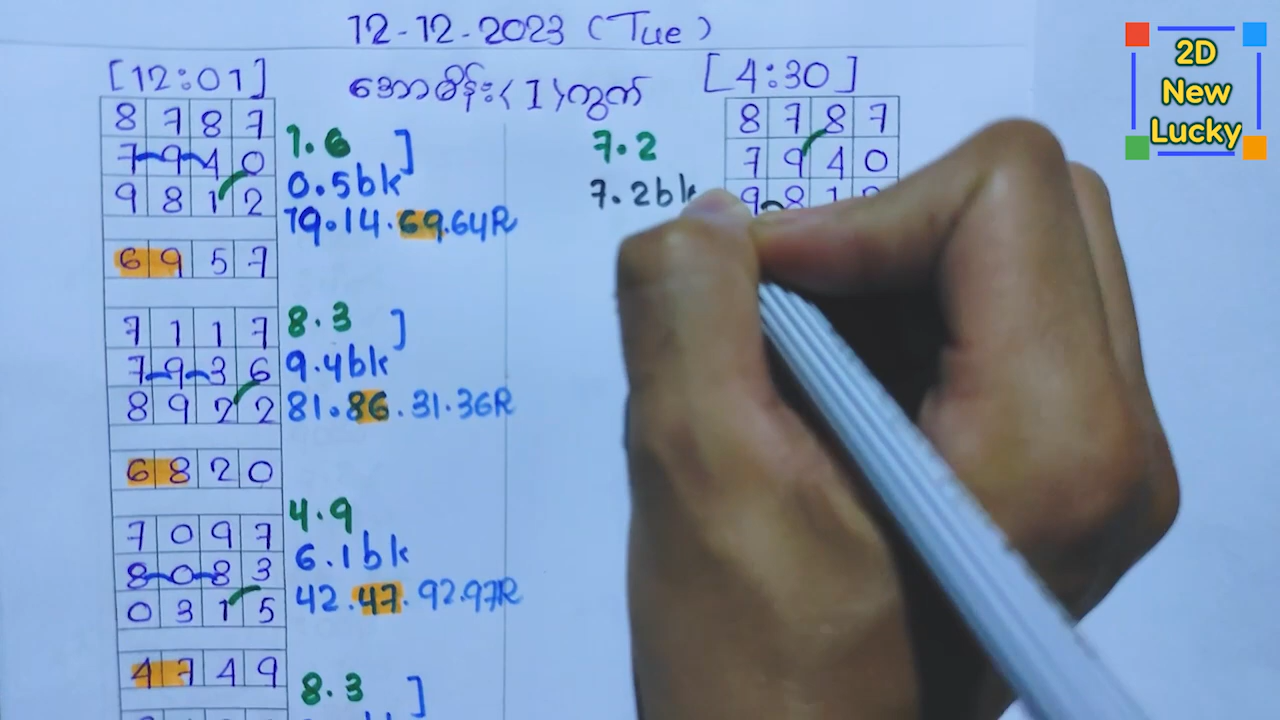 12-12-2023 (Tue)
[12:01]
အောမိန်း(1)ကွက်
[4:30]
8 7 8 7
7 9 4 0
9 8 1 2
6 9 5 7
1.6 ]
0.5bk
19.14.69.64R
7 1 1 7
7 9 3 6
8 9 2 2
6 8 2 0
8.3 ]
9.4bk
81.86.31.36R
7 0 9 7
8 0 8 3
0 3 1 5
4 7 4 9
4.9
6.1bk
42.47.92.97R
8.3 ]
8 7 8 7
7 9 4 0
9 8 1
7.2
7.2bk
2D
New
Lucky